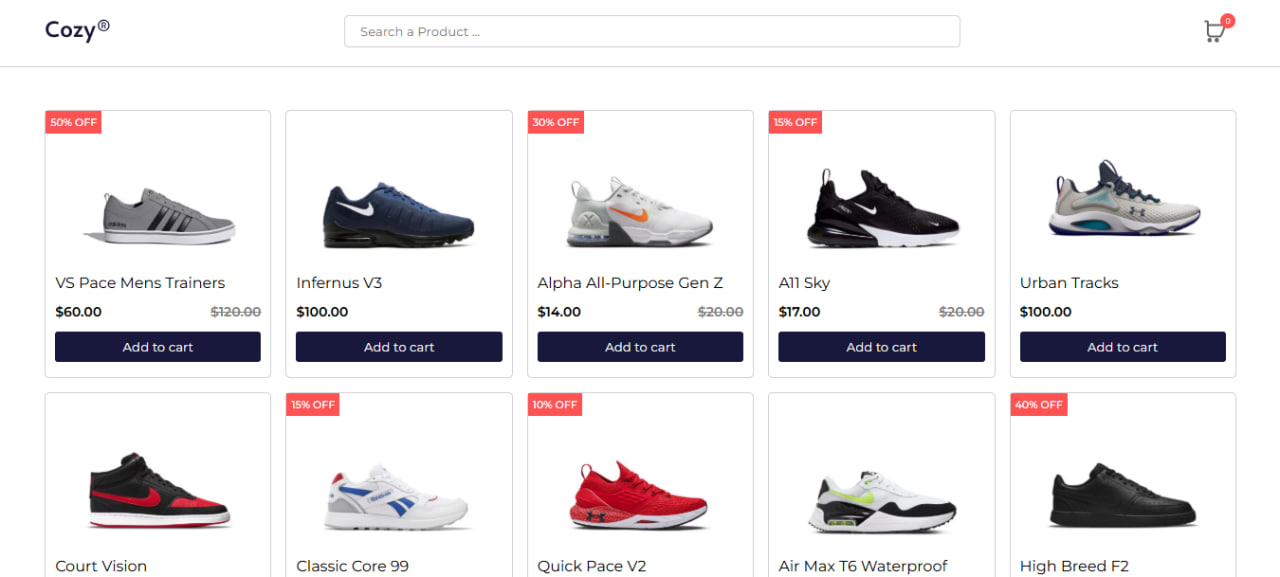 Cozy®
Search a Product ...
0
50% OFF
30% OFF
15% OFF
adidas
VS Pace Mens Trainers
Infernus V3
Alpha All-Purpose Gen Z
A11 Sky
Urban Tracks
$60.00 $120.00
$100.00
$14.00 $20.00
$17.00 $20.00
$100.00
Add to cart
Add to cart
Add to cart
Add to cart
Add to cart
15% OFF
10% OFF
40% OFF
Reebok
Court Vision
Classic Core 99
Quick Pace V2
Air Max T6 Waterproof
High Breed F2